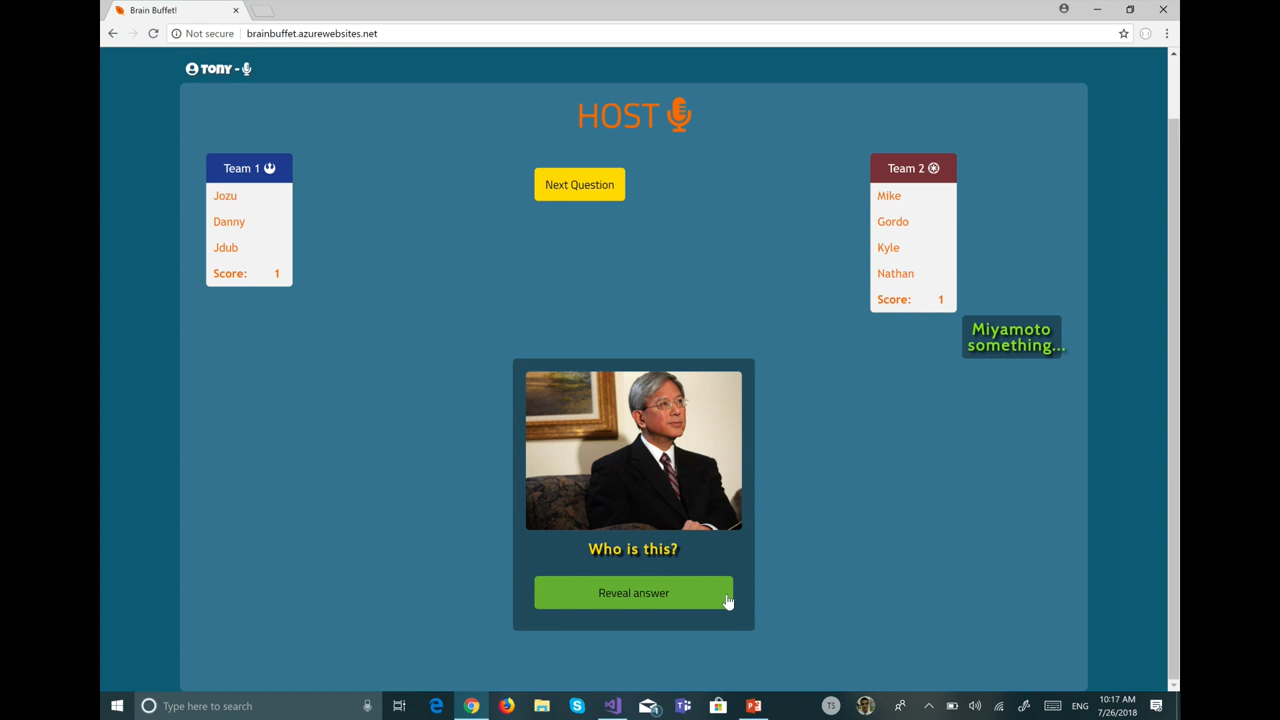 Brain Buffet!
Not secure
brainbuffet.azurewebsites.net
TONY -
HOST
Team 1
Jozu
Danny
Jdub
Score: 1
Next Question
Team 2
Mike
Gordo
Kyle
Nathan
Score: 1
Miyamoto
something...
Who is this?
Reveal answer
Type here to search
TS
ENG
10:17 AM
7/26/2018